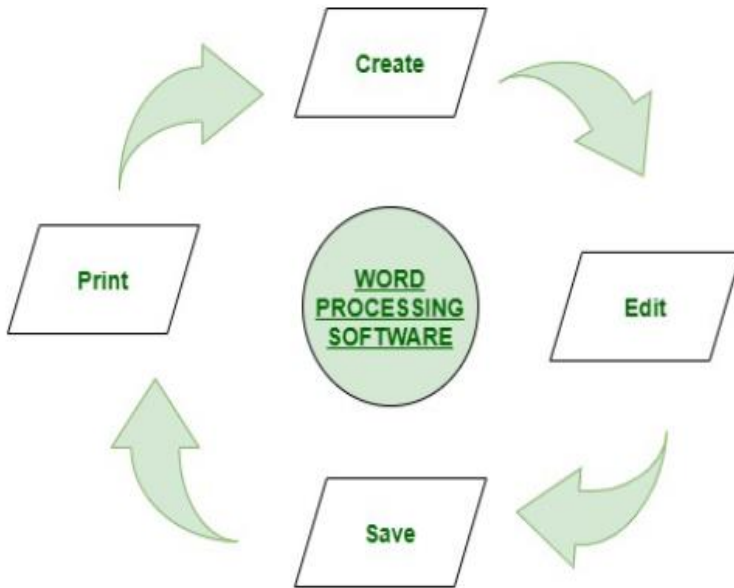 Create
Print
WORD
PROCESSING
SOFTWARE
Edit
Save